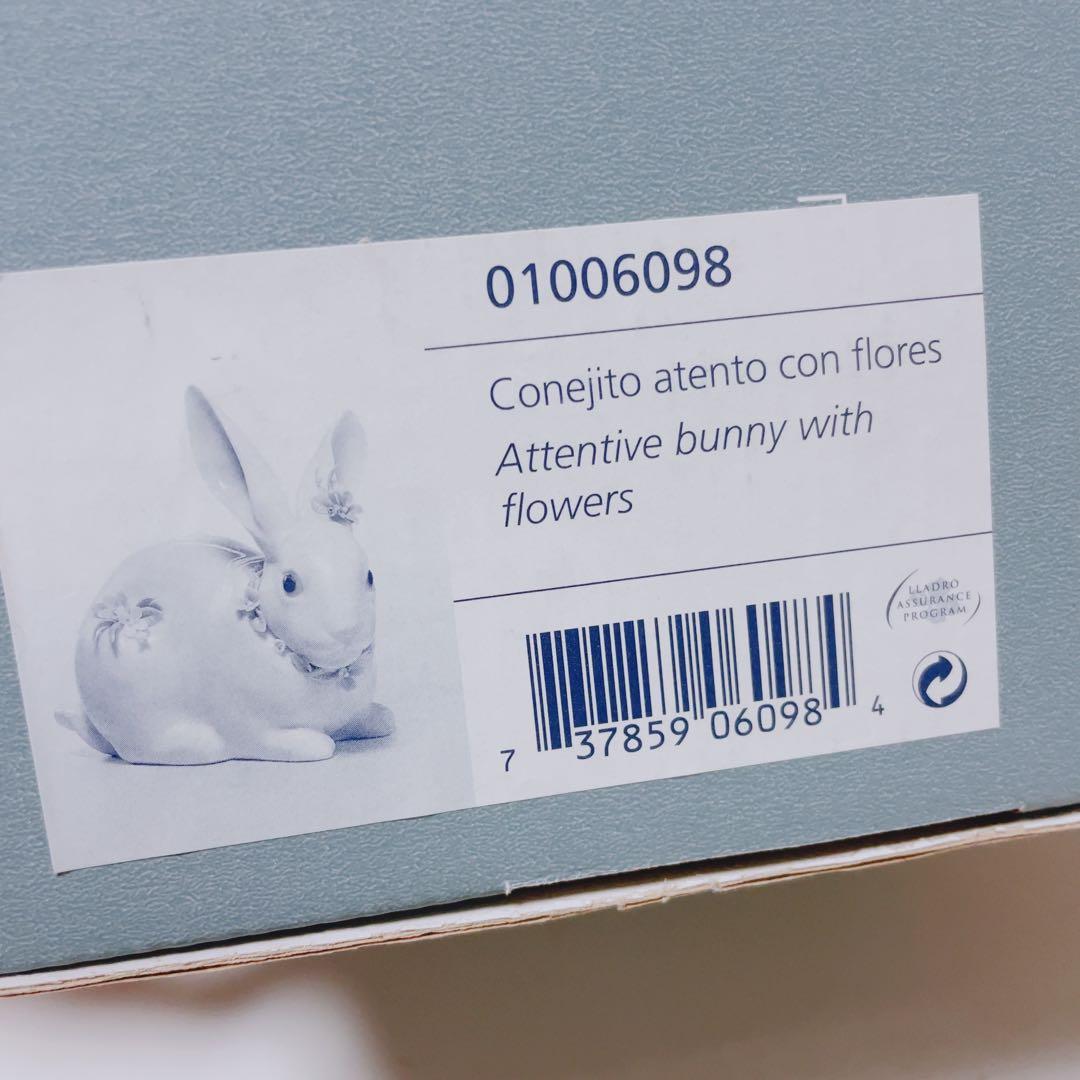 01006098
Conejito atento con flores
Attentive bunny with
flowers
LLADRO
ASSURANCE
PROGRAM
7 37859 06098 4